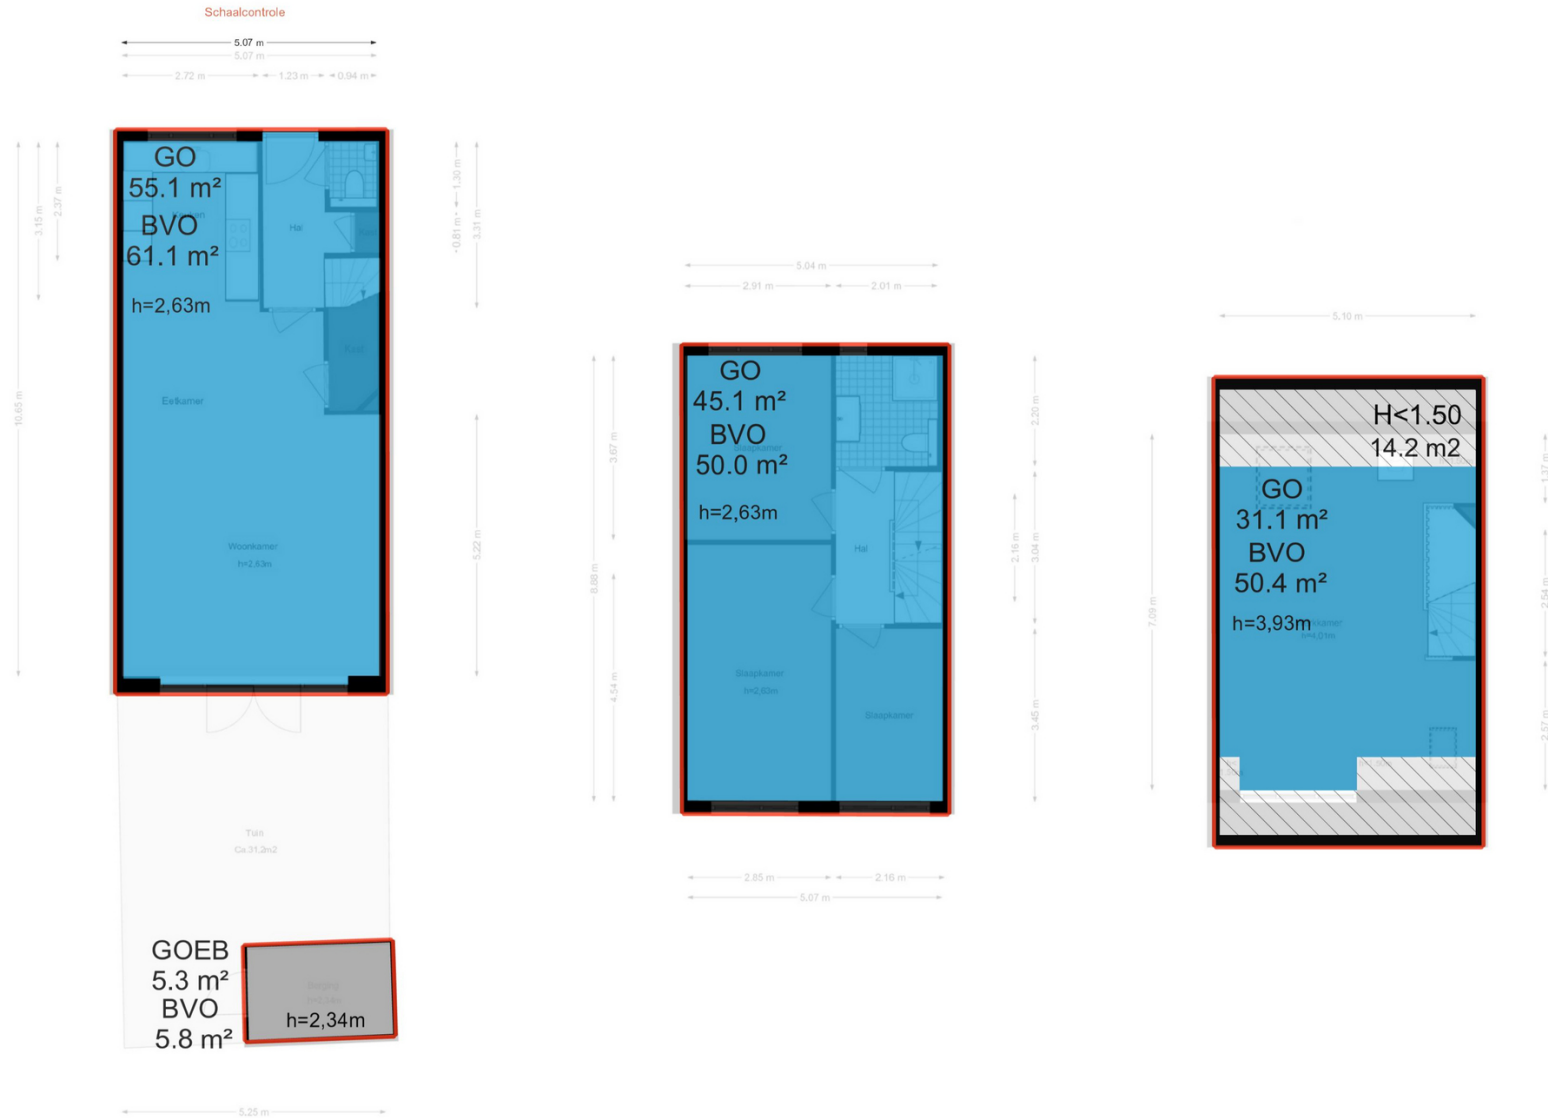 Schaalcontrole
5.07 m
5.07 m
2.72 m
1.23 m
0.94 m
10.65 m
3.15 m
2.37 m
GO
55.1 m²
Keuken
BVO
61.1 m²
h=2,63m
Hal
Kast
Eetkamer
Woonkamer
h=2,63m
1.30 m
0.81 m
3.31 m
5.22 m
Tuin
Ca.31,2m2
GOEB
5.3 m²
BVO
5.8 m²
h=2,34m
5.25 m
5.04 m
2.91 m
2.01 m
8.88 m
3.67 m
4.54 m
GO
45.1 m²
BVO
Slaapkamer
50.0 m²
h=2,63m
Hal
Slaapkamer
Slaapkamer
2.16 m
2.20 m
3.04 m
3.45 m
2.85 m
2.16 m
5.07 m
5.10 m
H<1.50
14.2 m2
GO
31.1 m²
BVO
50.4 m²
h=3,93m
7.09 m
1.37 m
2.54 m
2.57 m